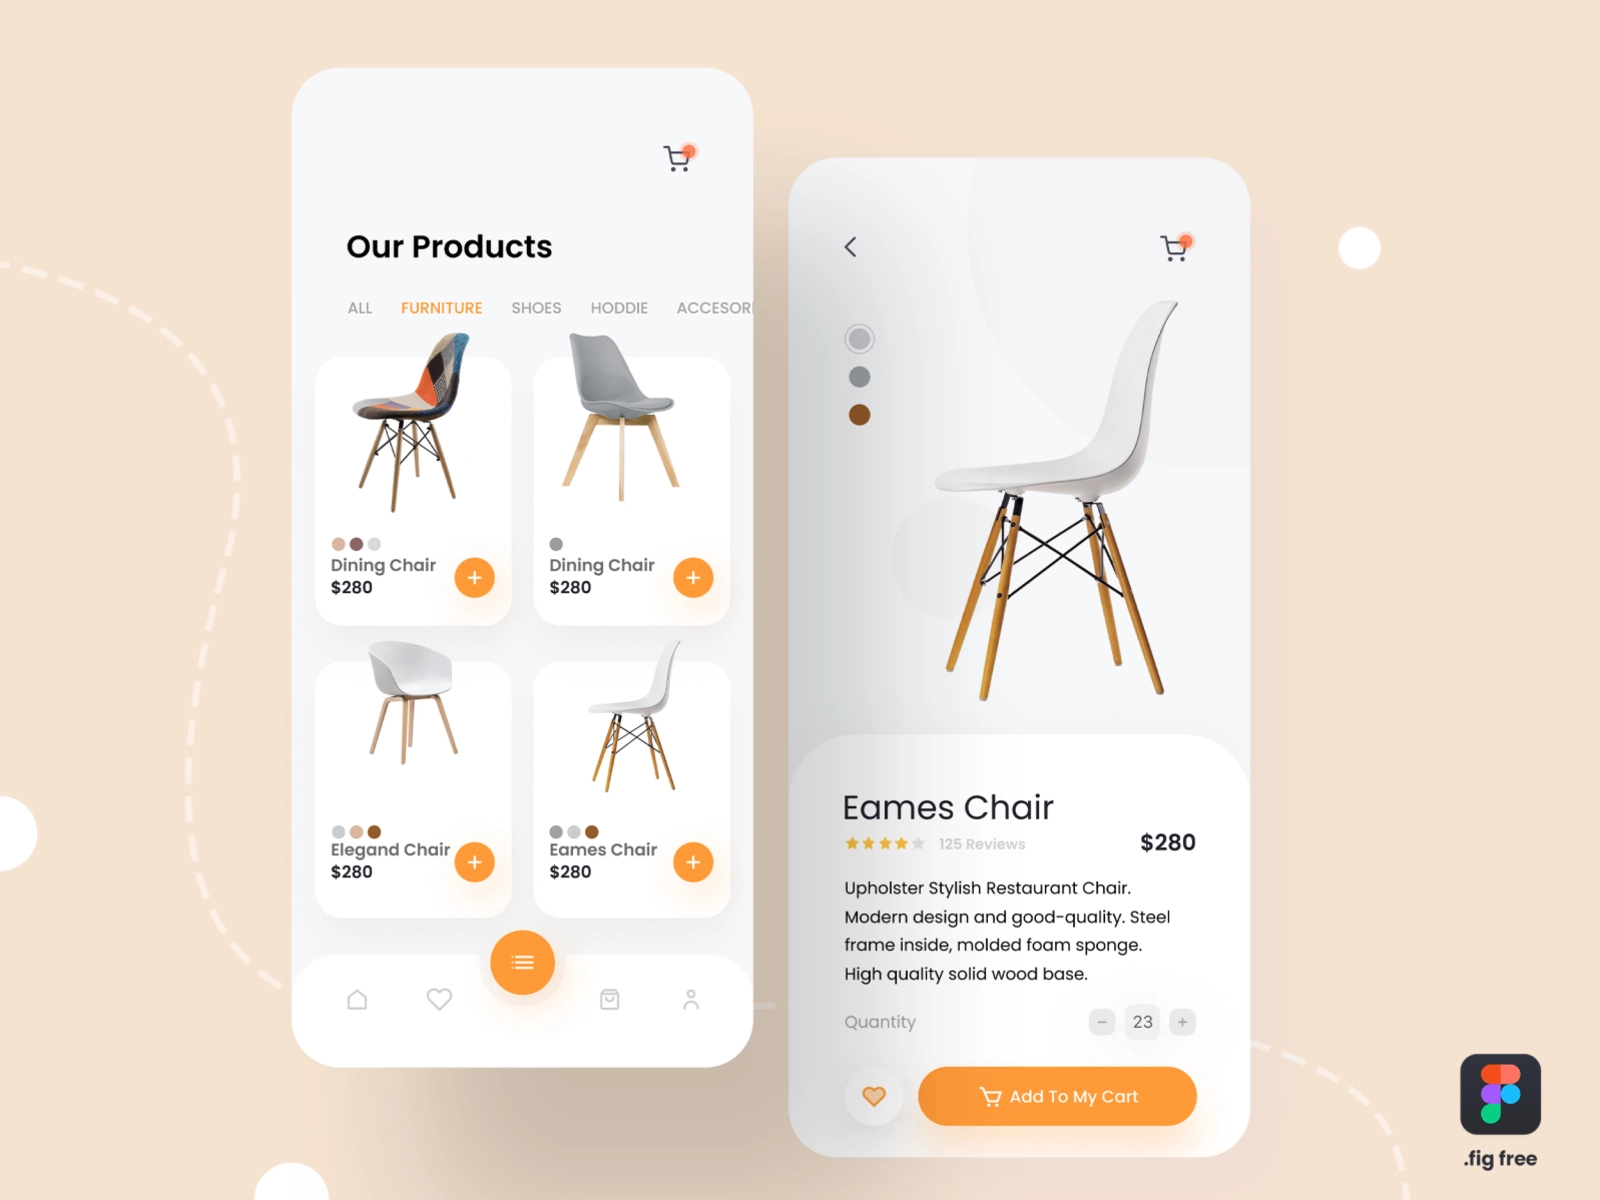 Our Products
ALL FURNITURE SHOES HODDIE ACCESORI
Dining Chair
$280
Dining Chair
$280
Elegand Chair
$280
Eames Chair
$280
Eames Chair
125 Reviews
$280
Upholster Stylish Restaurant Chair.
Modern design and good-quality. Steel
frame inside, molded foam sponge.
High quality solid wood base.
Quantity
23
Add To My Cart
.fig free